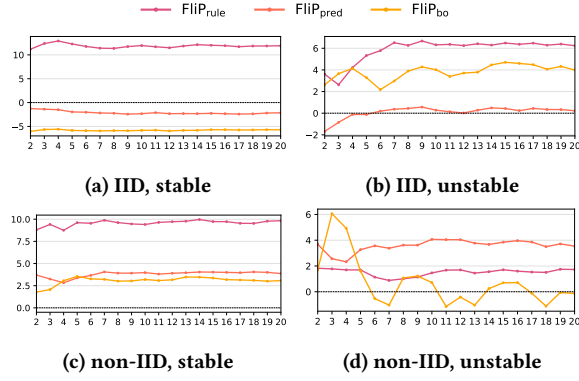 FliP_rule FliP_pred FliP_bo
10
5
0
−5
2 3 4 5 6 7 8 9 10 11 12 13 14 15 16 17 18 19 20
(a) IID, stable
6
4
2
0
−2
2 3 4 5 6 7 8 9 10 11 12 13 14 15 16 17 18 19 20
(b) IID, unstable
10.0
7.5
5.0
2.5
0.0
2 3 4 5 6 7 8 9 10 11 12 13 14 15 16 17 18 19 20
(c) non-IID, stable
6
4
2
0
2 3 4 5 6 7 8 9 10 11 12 13 14 15 16 17 18 19 20
(d) non-IID, unstable